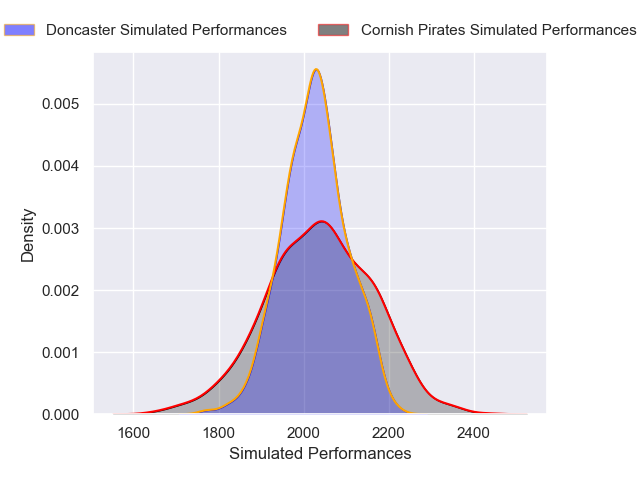 Doncaster Simulated Performances Cornish Pirates Simulated Performances
0.005
0.004
0.003
0.002
0.001
0.000
Density
1600 1800 2000 2200 2400
Simulated Performances